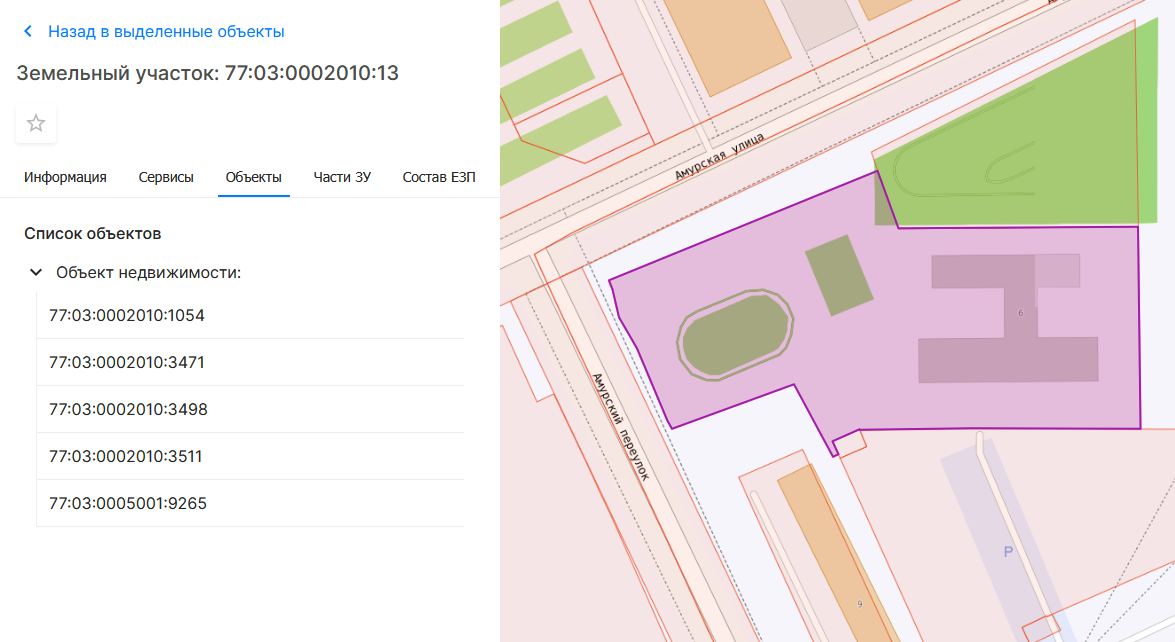 Назад в выделенные объекты
Земельный участок: 77:03:0002010:13
Информация Сервисы Объекты Части ЗУ Состав ЕЗП
Список объектов
Объект недвижимости:
77:03:0002010:1054
77:03:0002010:3471
77:03:0002010:3498
77:03:0002010:3511
77:03:0005001:9265
Амурская улица
6
Амурский переулок
P
9